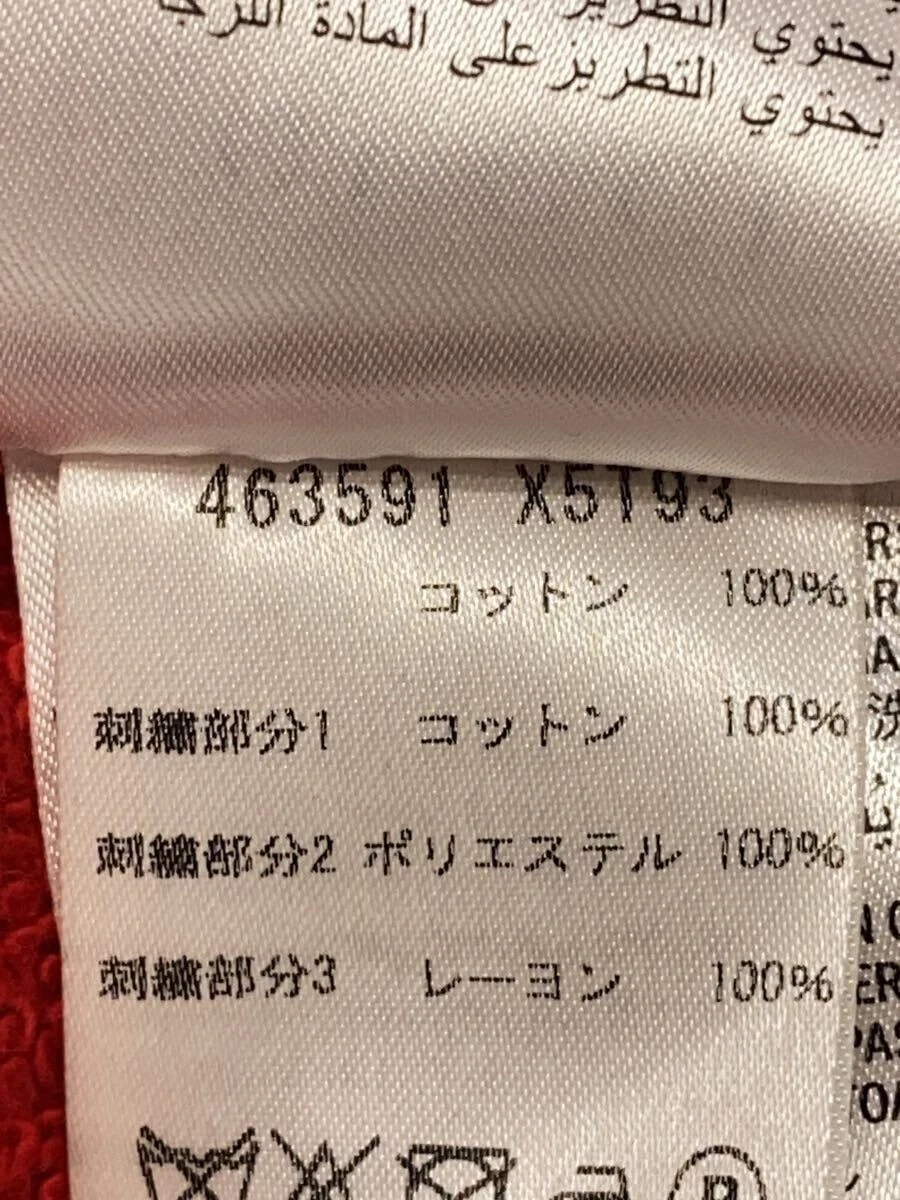 يحتوي التطريز
يحتوي التطريز على المادة
463591 X5T93
コットン 100%
刺繍部分1 コットン 100%
刺繍部分2 ポリエステル 100%
刺繍部分3 レーヨン 100%
洗
P